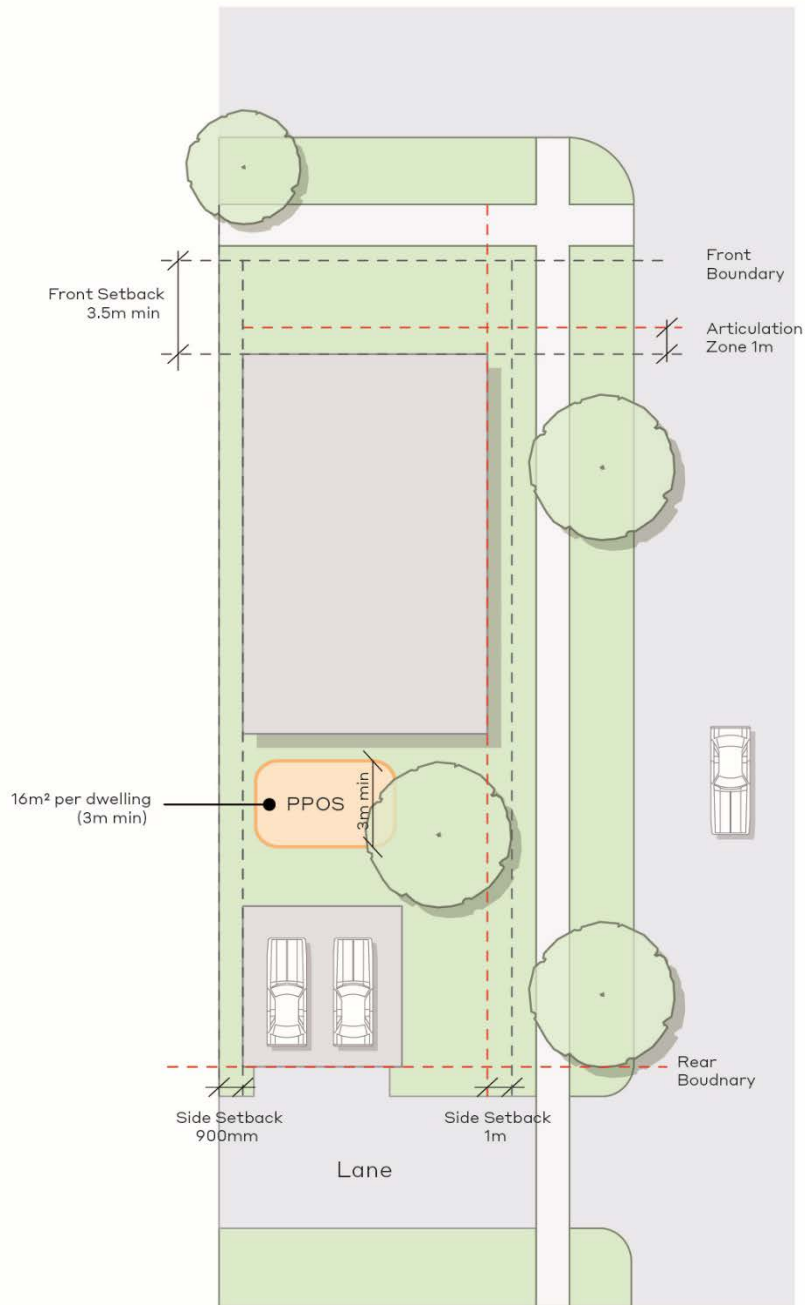 Front
Boundary
Front Setback
3.5m min
Articulation
Zone 1m
16m² per dwelling
(3m min)
PPOS
3m min
Rear
Boudnary
Side Setback
900mm
Side Setback
1m
Lane